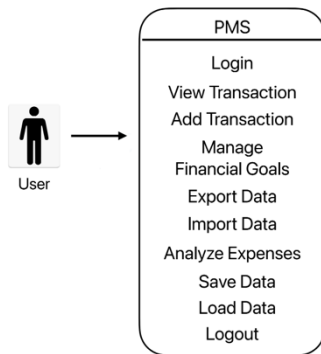 PMS
Login
View Transaction
Add Transaction
Manage
Financial Goals
Export Data
Import Data
Analyze Expenses
Save Data
Load Data
Logout
User